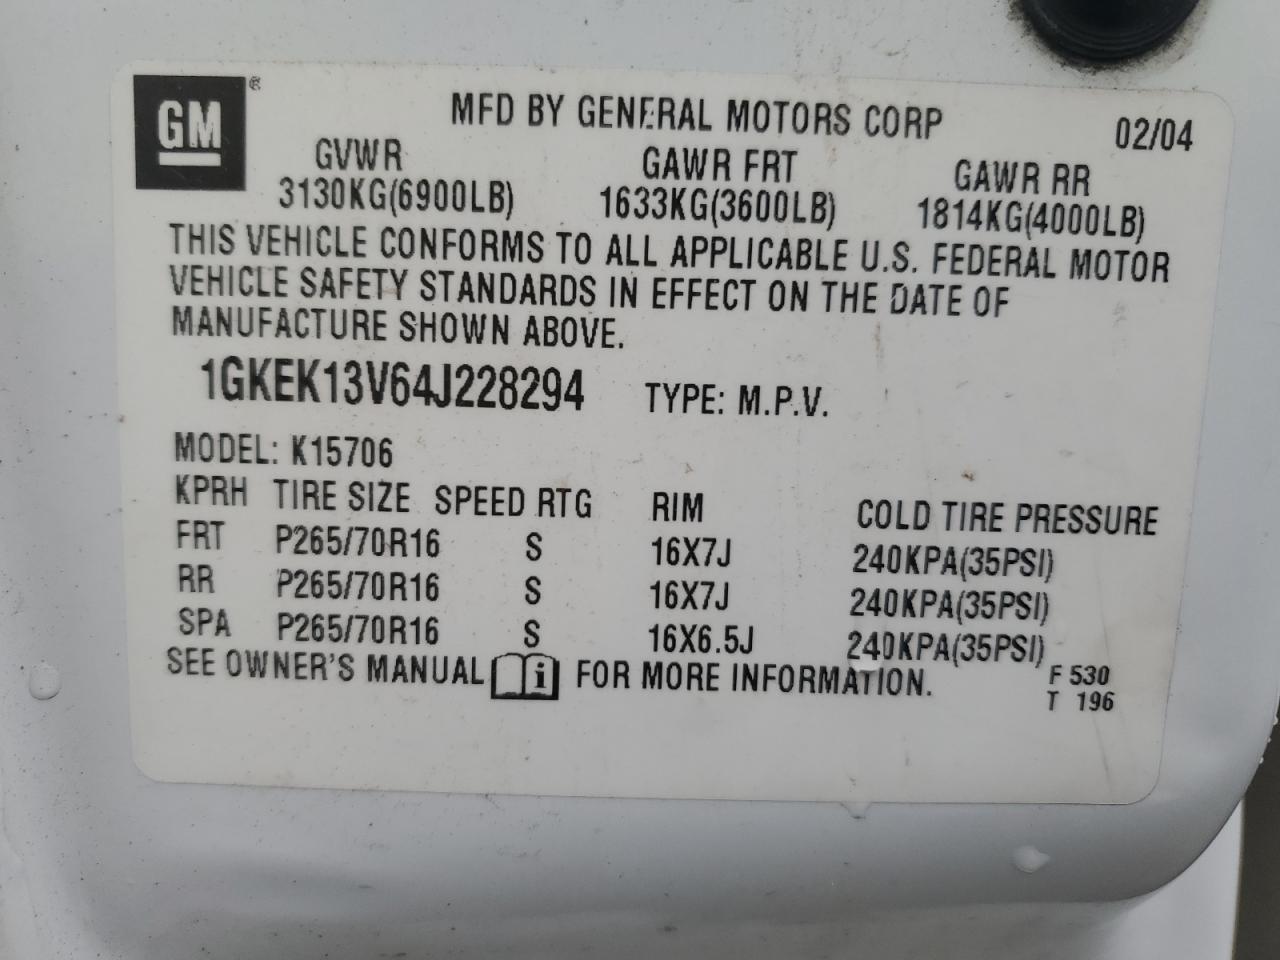 GM ®
MFD BY GENERAL MOTORS CORP 02/04
GVWR GAWR FRT GAWR RR
3130KG(6900LB) 1633KG(3600LB) 1814KG(4000LB)
THIS VEHICLE CONFORMS TO ALL APPLICABLE U.S. FEDERAL MOTOR
VEHICLE SAFETY STANDARDS IN EFFECT ON THE DATE OF
MANUFACTURE SHOWN ABOVE.
1GKEK13V64J228294 TYPE: M.P.V.
MODEL: K15706
KPRH TIRE SIZE SPEED RTG RIM COLD TIRE PRESSURE
FRT P265/70R16 S 16X7J 240KPA(35PSI)
RR P265/70R16 S 16X7J 240KPA(35PSI)
SPA P265/70R16 S 16X6.5J 240KPA(35PSI)
SEE OWNER'S MANUAL i FOR MORE INFORMATION. F 530
T 196